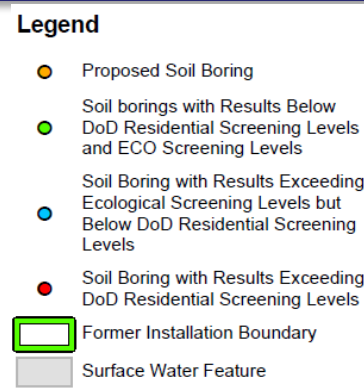 Legend
Proposed Soil Boring
Soil borings with Results Below
DoD Residential Screening Levels
and ECO Screening Levels
Soil Boring with Results Exceeding
Ecological Screening Levels but
Below DoD Residential Screening
Levels
Soil Boring with Results Exceeding
DoD Residential Screening Levels
Former Installation Boundary
Surface Water Feature